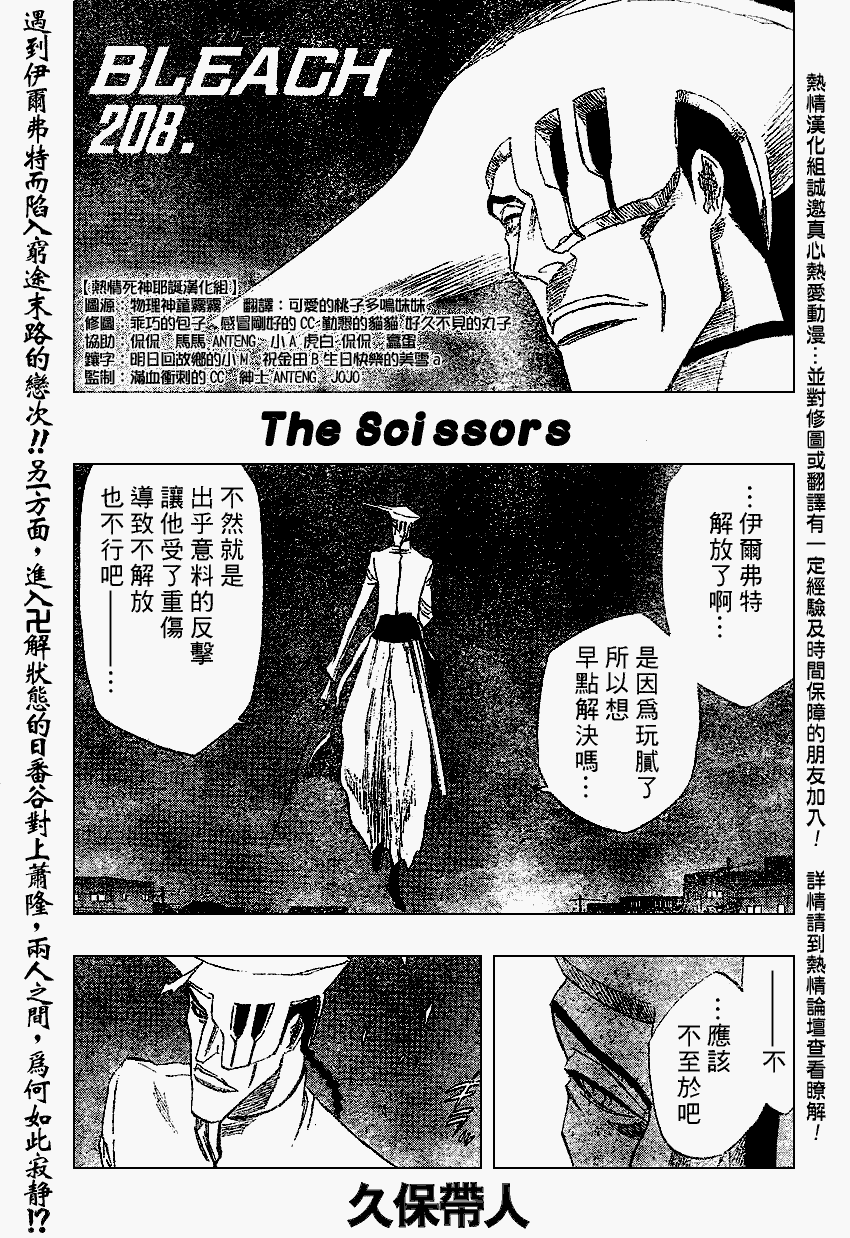 遇到伊爾弗特而陷入窮途末路的戀次!!另一方面，進入卍解狀態的日番谷對上蕭隆，兩人之間，爲何如此寂靜!?
熱情漢化組誠邀真心熱愛動漫…並對修圖或翻譯有一定經驗及時間保障的朋友加入！ 詳情請到熱情論壇查看瞭解！
BLEACH
208.
【熱情死神耶誕漢化組】
圖源：物理神童霧霧 翻譯：可愛的桃子多鳴妹妹
修圖：乖巧的包子 感冒剛好的CC 勤懇的貓貓 好久不見的丸子
協助：侃侃 馬馬 ANTENG 小A 虎白 侃侃 蠢蛋
鑲字：明日回故鄉的小M 祝金田B生日快樂的美雪a
監制：滿血衝刺的CC 紳士ANTENG JOJO
The Scissors
…伊爾弗特
解放了啊…
是因爲玩膩了
所以想
早點解決嗎…
不然就是
出乎意料的反擊
讓他受了重傷
導致不解放
也不行吧——…
——不
…應該
不至於吧
久保帶人